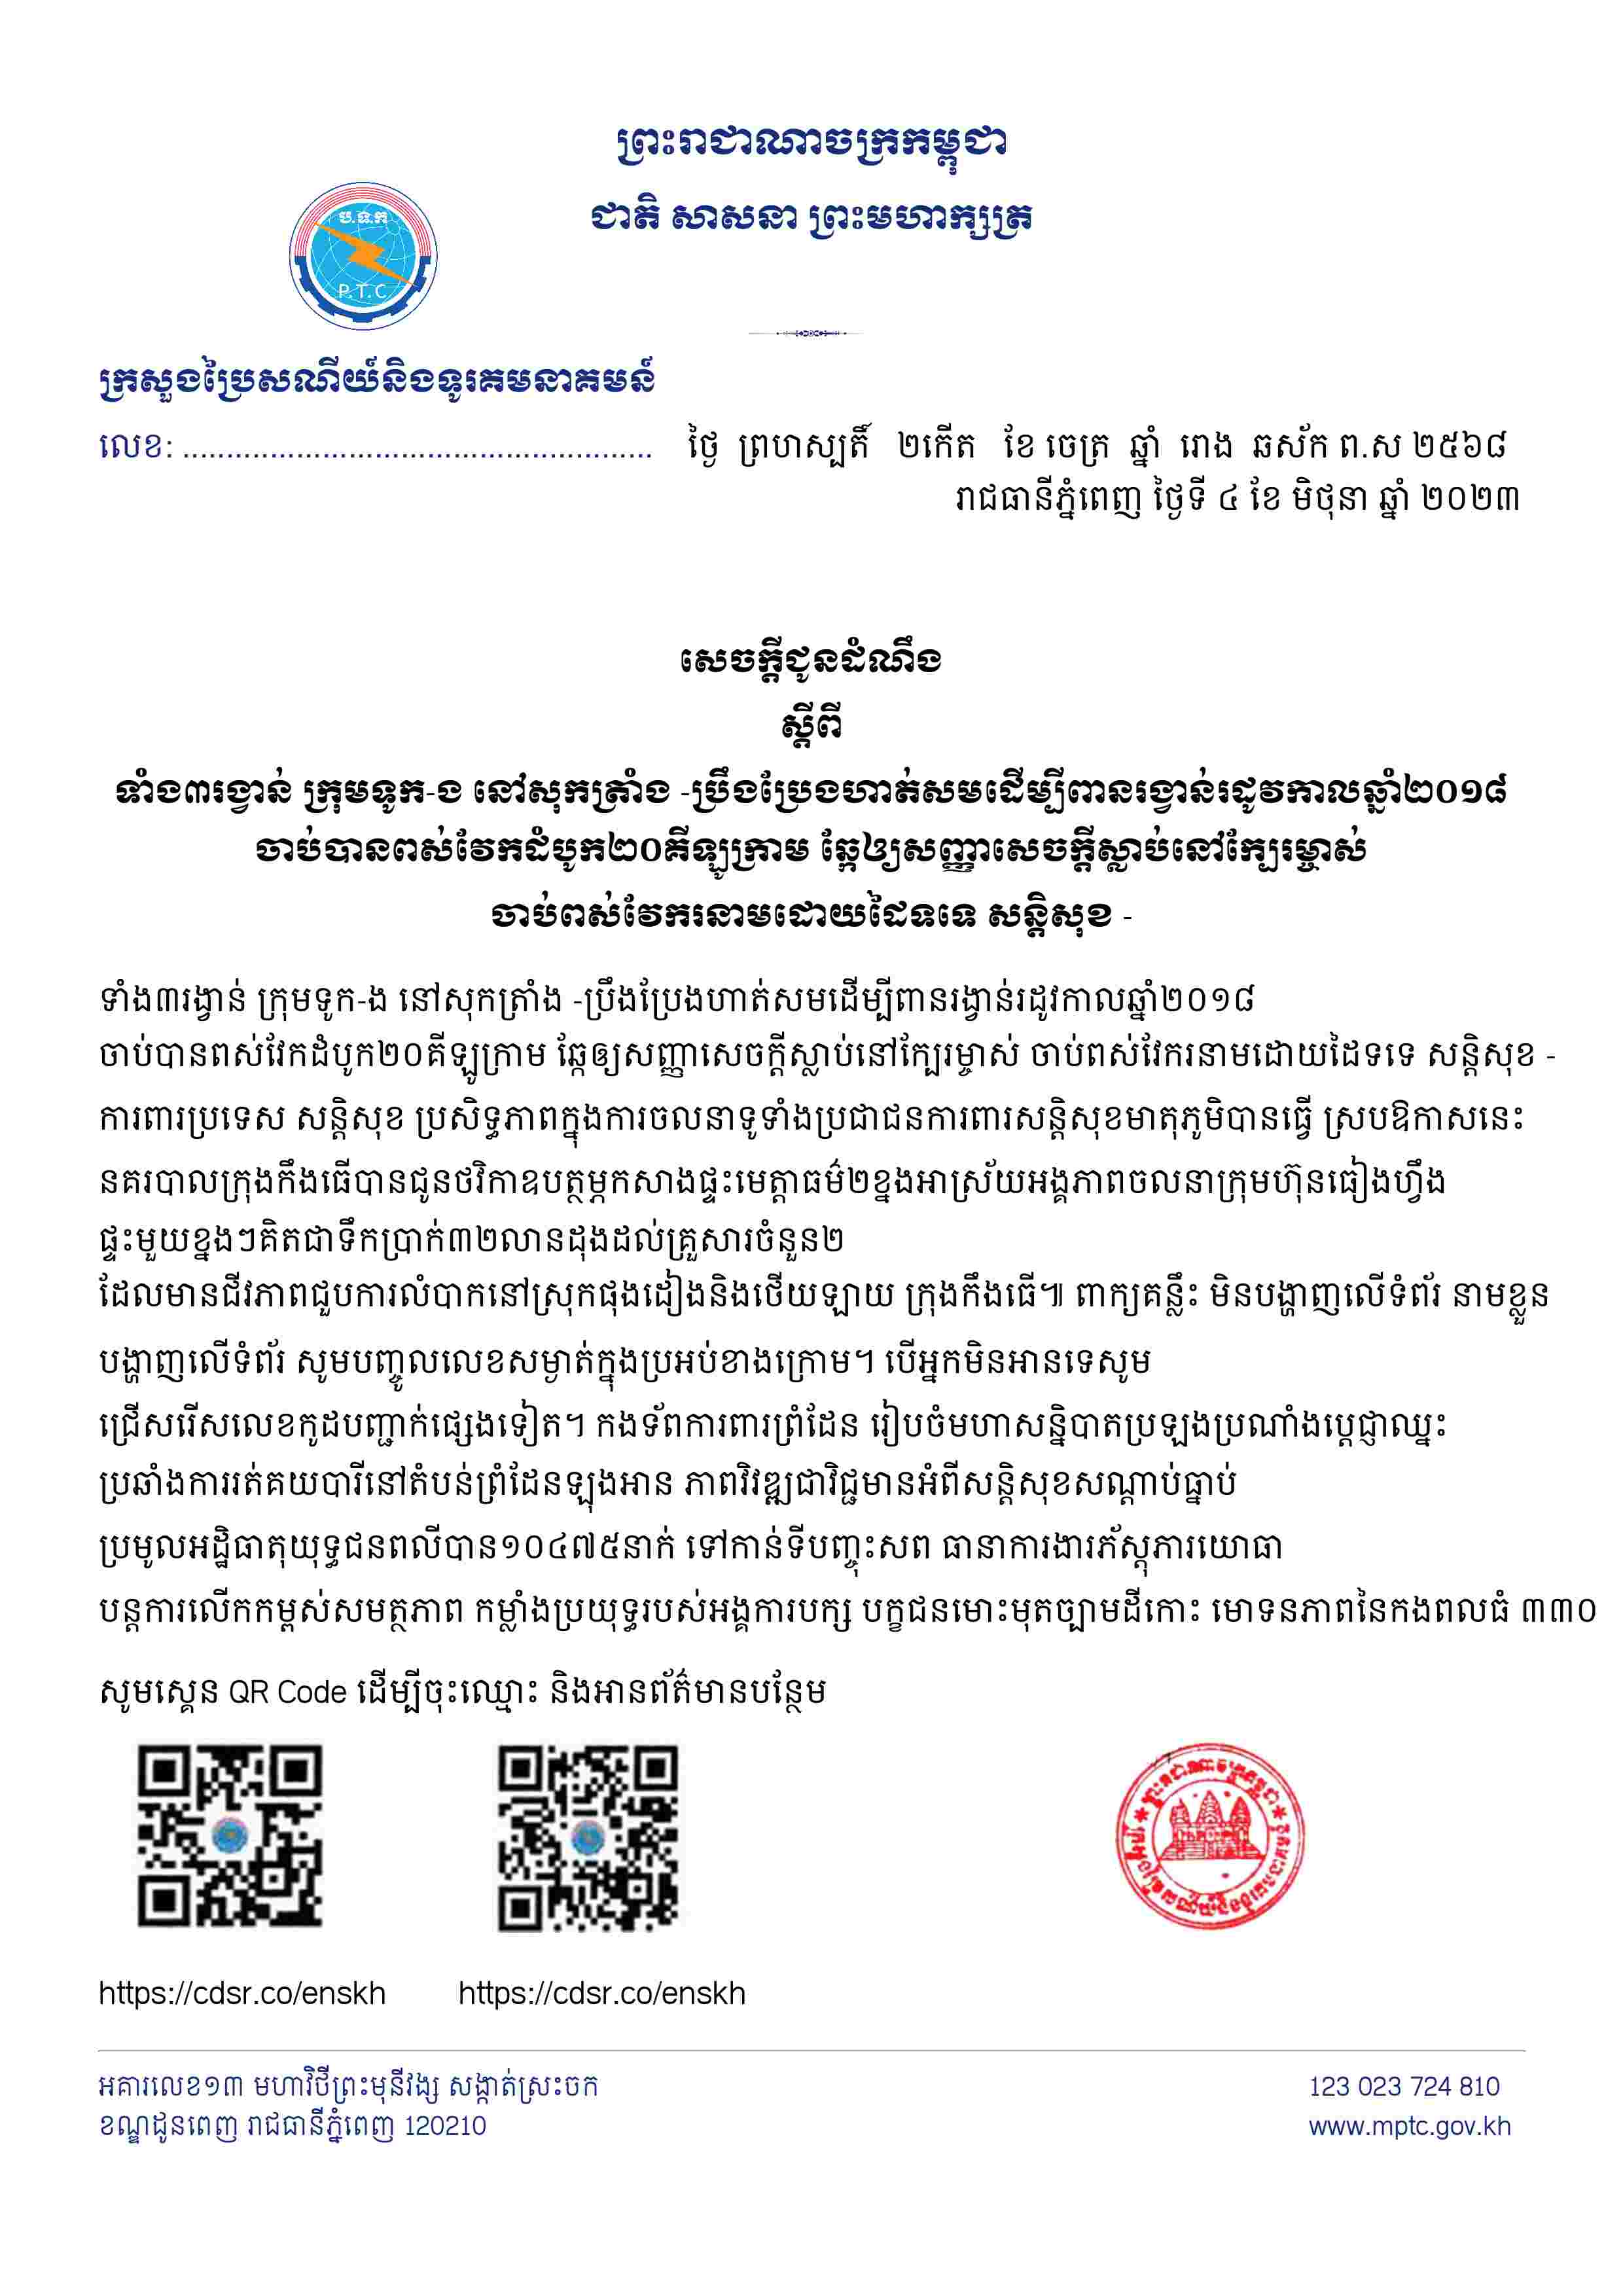 ព្រះរាជាណាចក្រកម្ពុជា
ជាតិ សាសនា ព្រះមហាក្សត្រ
ប.ទ.ក
P.T.C
ក្រសួងប្រៃសណីយ៍និងទូរគមនាគមន៍
លេខ: ......................................................
ថ្ងៃ ព្រហស្បតិ៍ ២កើត ខែ ចេត្រ ឆ្នាំ រោង ឆស័ក ព.ស ២៥៦៨
រាជធានីភ្នំពេញ ថ្ងៃទី ៤ ខែ មិថុនា ឆ្នាំ ២០២៣
សេចក្តីជូនដំណឹង
ស្តីពី
ទាំង៣រង្វាន់ ក្រុមទូក-ង នៅសុកត្រាំង -ប្រឹងប្រែងហាត់សមដើម្បីពានរង្វាន់រដូវកាលឆ្នាំ២០១៨
ចាប់បានពស់វែកដំបូក២០គីឡូក្រាម ឆ្កែឲ្យសញ្ញាសេចក្តីស្លាប់នៅក្បែរម្ចាស់
ចាប់ពស់វែករនាមដោយដៃទទេ សន្តិសុខ -
ទាំង៣រង្វាន់ ក្រុមទូក-ង នៅសុកត្រាំង -ប្រឹងប្រែងហាត់សមដើម្បីពានរង្វាន់រដូវកាលឆ្នាំ២០១៨
ចាប់បានពស់វែកដំបូក២០គីឡូក្រាម ឆ្កែឲ្យសញ្ញាសេចក្តីស្លាប់នៅក្បែរម្ចាស់ ចាប់ពស់វែករនាមដោយដៃទទេ សន្តិសុខ -
ការពារប្រទេស សន្តិសុខ ប្រសិទ្ធភាពក្នុងការចលនាទូទាំងប្រជាជនការពារសន្តិសុខមាតុភូមិបានធ្វើ ស្របឱកាសនេះ
នគរបាលក្រុងកឹងធើបានជូនថវិកាឧបត្ថម្ភកសាងផ្ទះមេត្តាធម៌២ខ្នងអាស្រ័យអង្គភាពចលនាក្រុមហ៊ុនធៀងហ្វឹង
ផ្ទះមួយខ្នងៗគិតជាទឹកប្រាក់៣២លានដុងដល់គ្រួសារចំនួន២
ដែលមានជីវភាពជួបការលំបាកនៅស្រុកផុងដៀងនិងថើយឡាយ ក្រុងកឹងធើ៕ ពាក្យគន្លឹះ មិនបង្ហាញលើទំព័រ នាមខ្លួន
បង្ហាញលើទំព័រ សូមបញ្ចូលលេខសម្ងាត់ក្នុងប្រអប់ខាងក្រោម។ បើអ្នកមិនអានទេសូម
ជ្រើសរើសលេខកូដបញ្ជាក់ផ្សេងទៀត។ កងទ័ពការពារព្រំដែន រៀបចំមហាសន្និបាតប្រឡងប្រណាំងប្តេជ្ញាឈ្នះ
ប្រឆាំងការរត់គយបារីនៅតំបន់ព្រំដែនឡុងអាន ភាពវិវឌ្ឍជាវិជ្ជមានអំពីសន្តិសុខសណ្តាប់ធ្នាប់
ប្រមូលអដ្ឋិធាតុយុទ្ធជនពលីបាន១០៤៧៥នាក់ ទៅកាន់ទីបញ្ចុះសព ធានាការងារភ័ស្តុភារយោធា
បន្តការលើកកម្ពស់សមត្ថភាព កម្លាំងប្រយុទ្ធរបស់អង្គការបក្ស បក្ខជនមោះមុតច្បាមដីកោះ មោទនភាពនៃកងពលធំ ៣៣០
សូមស្កេន QR Code ដើម្បីចុះឈ្មោះ និងអានព័ត៌មានបន្ថែម
https://cdsr.co/enskh https://cdsr.co/enskh
អគារលេខ១៣ មហាវិថីព្រះមុនីវង្ស សង្កាត់ស្រះចក
ខណ្ឌដូនពេញ រាជធានីភ្នំពេញ 120210
123 023 724 810
www.mptc.gov.kh